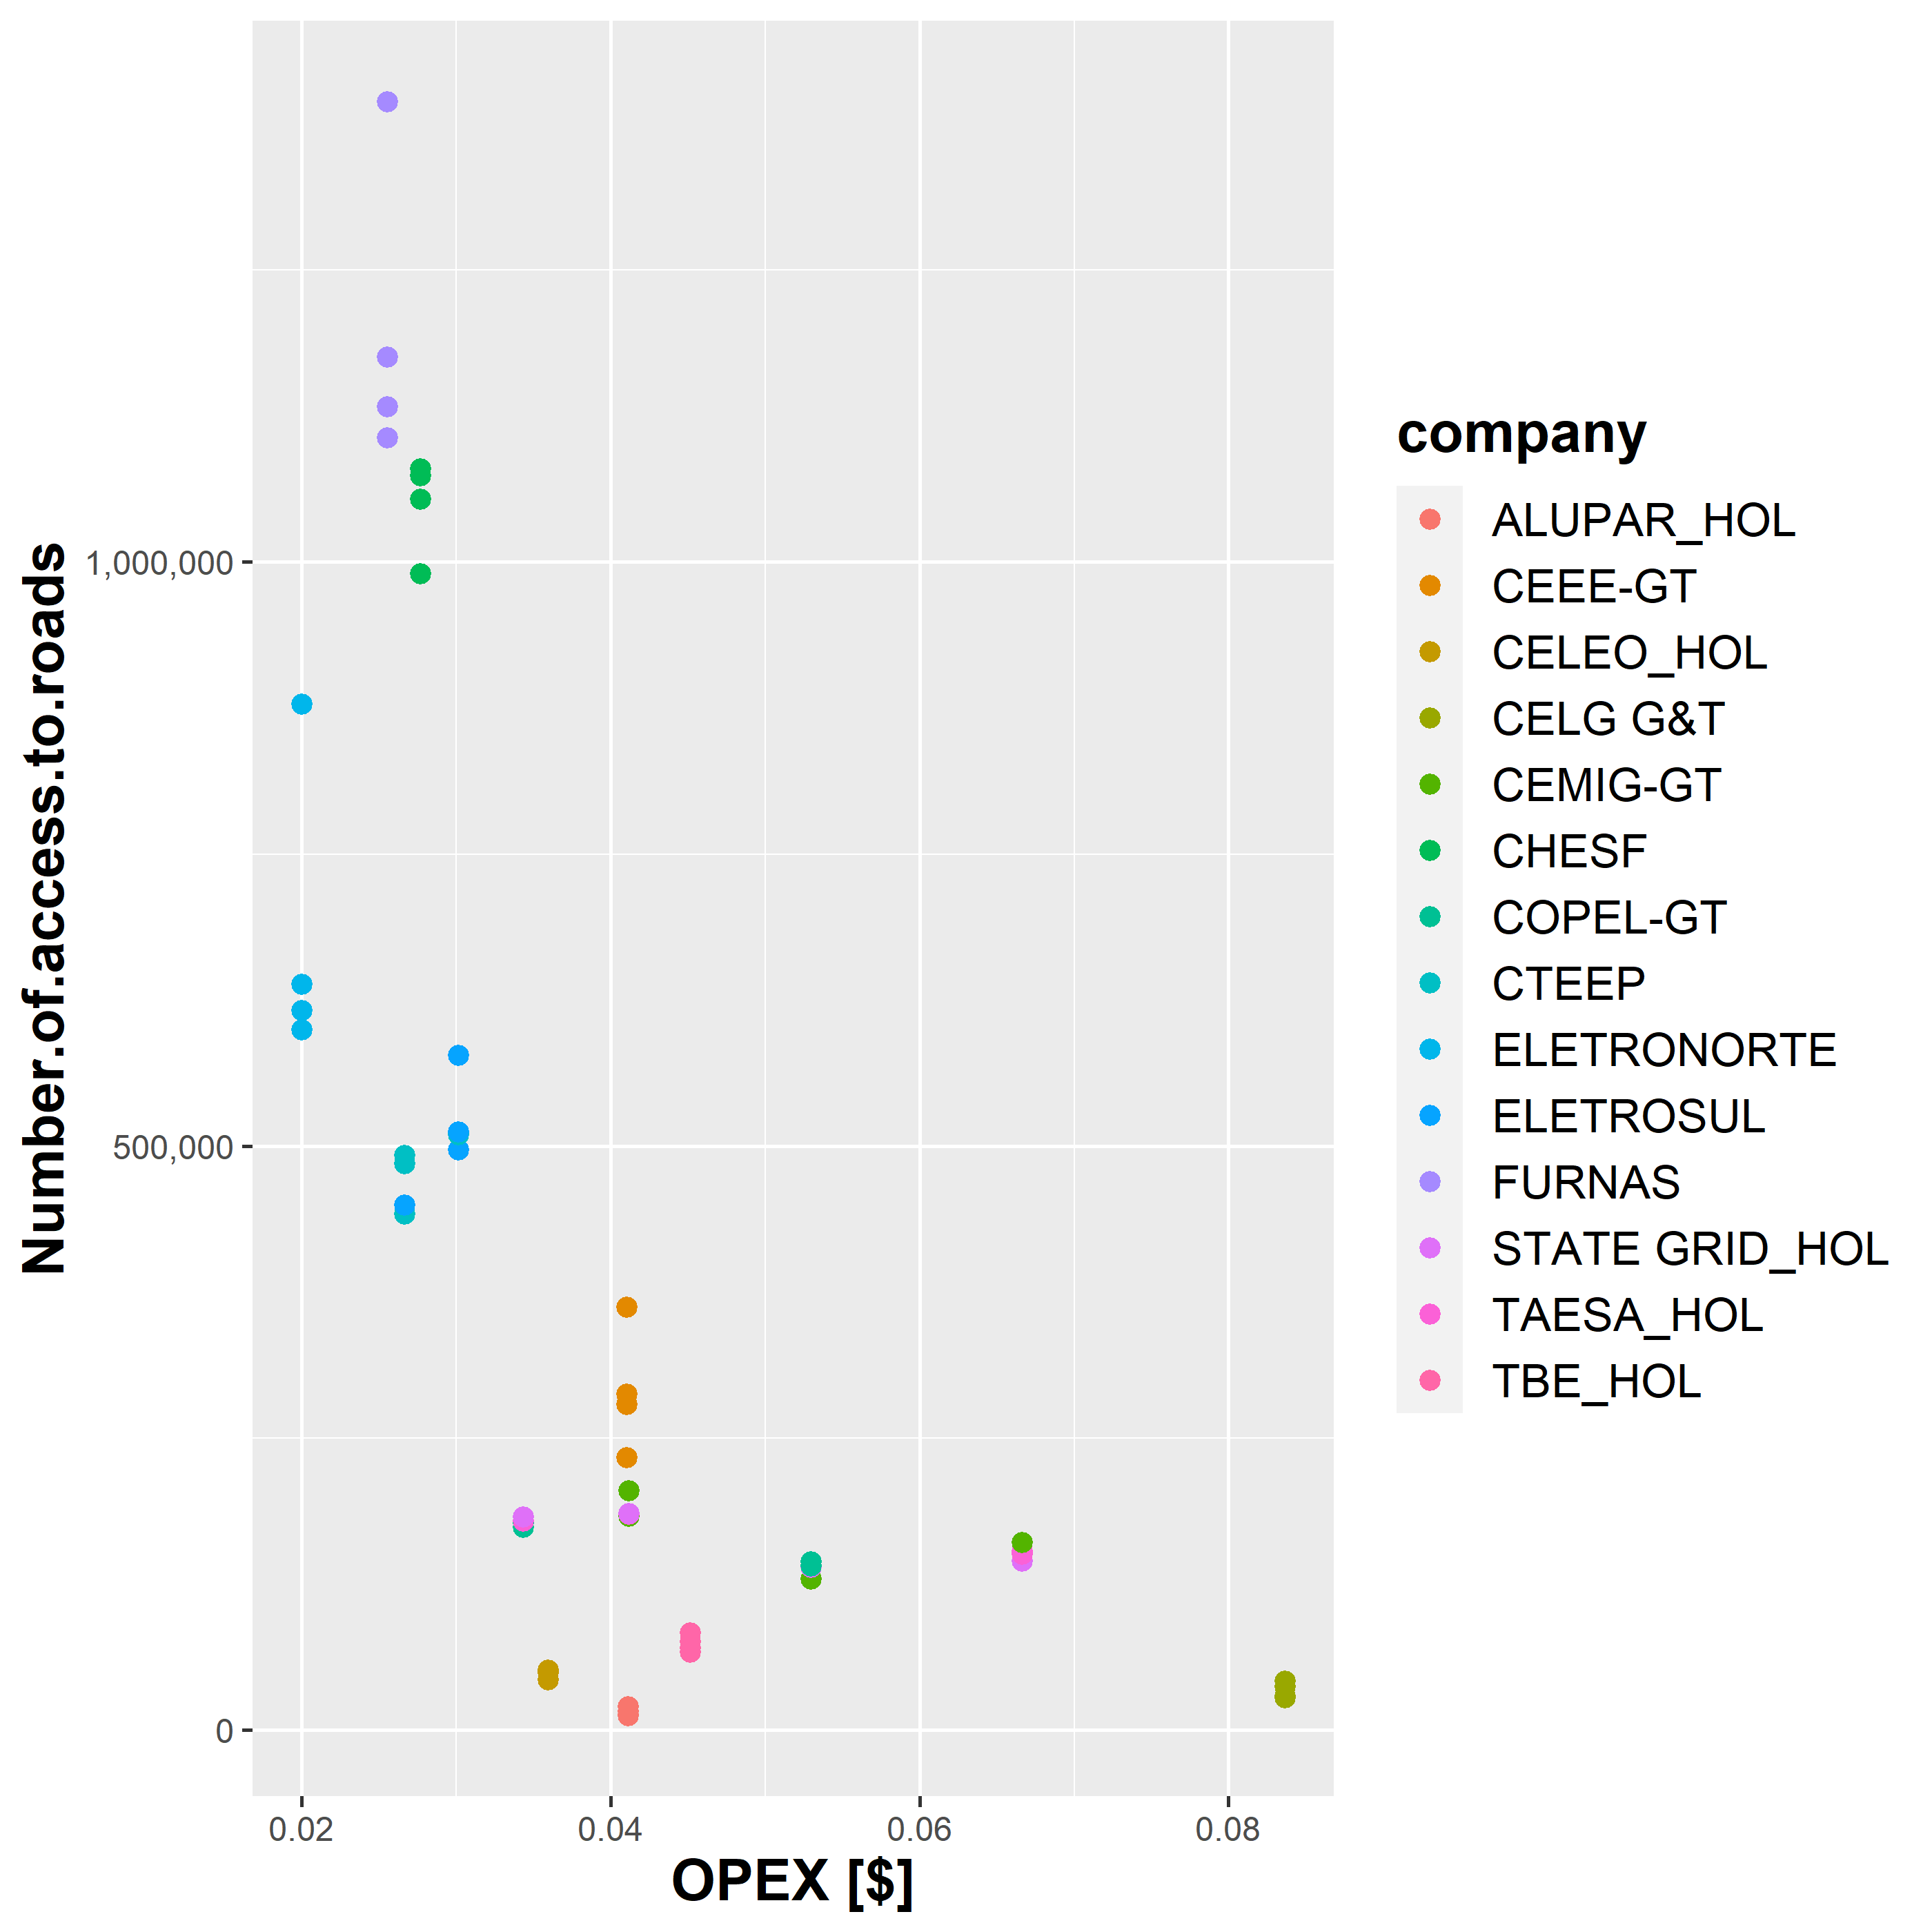 Number.of.access.to.roads
1,000,000
500,000
0
0.02
0.04
0.06
0.08
OPEX [$]
company
ALUPAR_HOL
CEEE-GT
CELEO_HOL
CELG G&T
CEMIG-GT
CHESF
COPEL-GT
CTEEP
ELETRONORTE
ELETROSUL
FURNAS
STATE GRID_HOL
TAESA_HOL
TBE_HOL